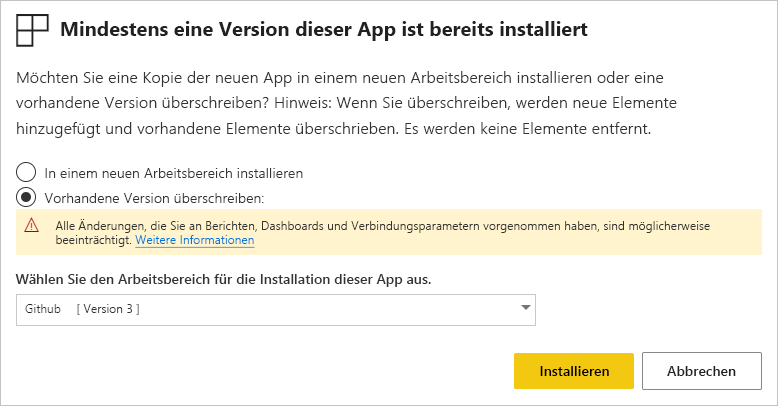 Mindestens eine Version dieser App ist bereits installiert
Möchten Sie eine Kopie der neuen App in einem neuen Arbeitsbereich installieren oder eine
vorhandene Version überschreiben? Hinweis: Wenn Sie überschreiben, werden neue Elemente
hinzugefügt und vorhandene Elemente überschrieben. Es werden keine Elemente entfernt.
In einem neuen Arbeitsbereich installieren
Vorhandene Version überschreiben:
Alle Änderungen, die Sie an Berichten, Dashboards und Verbindungsparametern vorgenommen haben, sind möglicherweise
beeinträchtigt. Weitere Informationen
Wählen Sie den Arbeitsbereich für die Installation dieser App aus.
Github [ Version 3 ]
Installieren Abbrechen